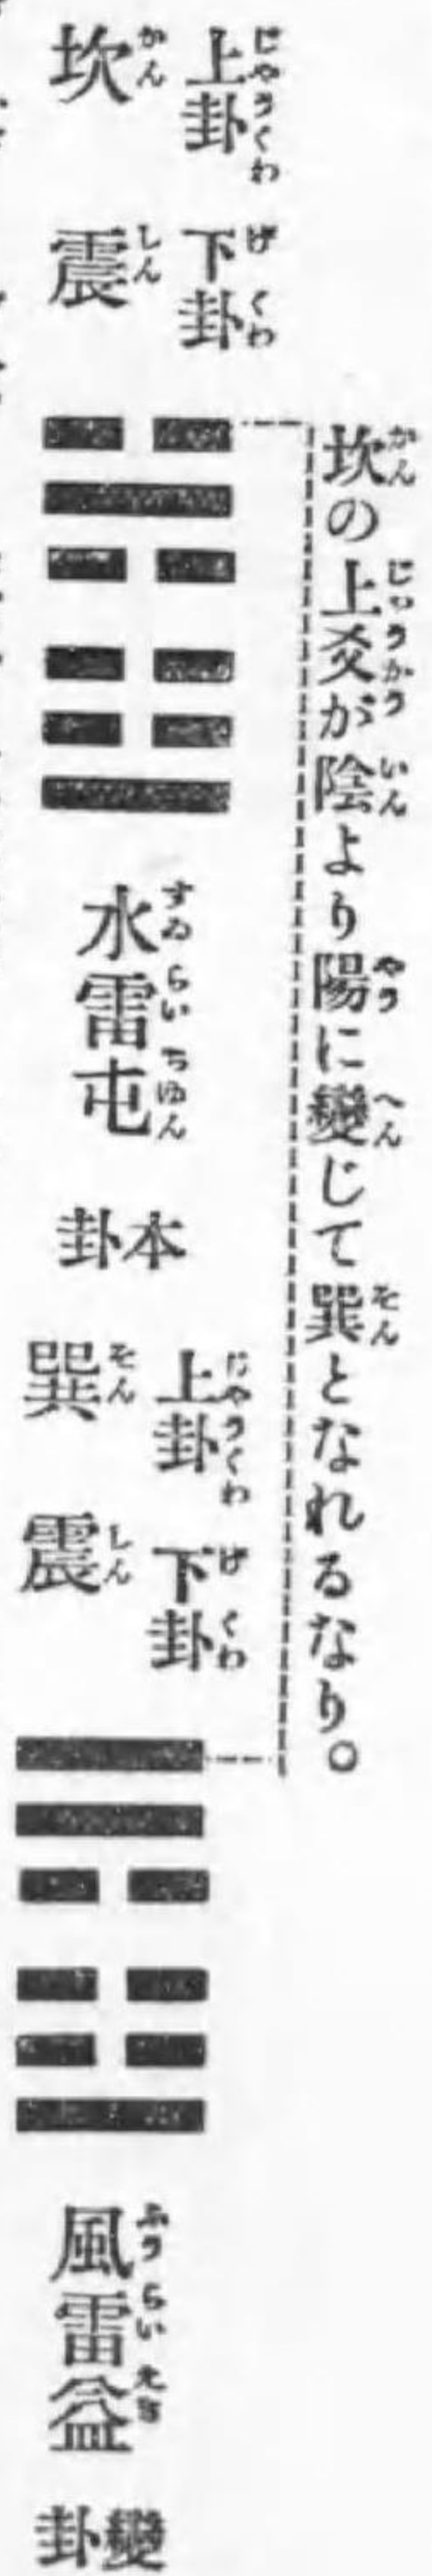 坎の上爻が陰より陽に變じて巽となれるなり。
上卦 下卦
坎 震
水雷屯
卦本
上卦 下卦
巽 震
風雷益
卦變